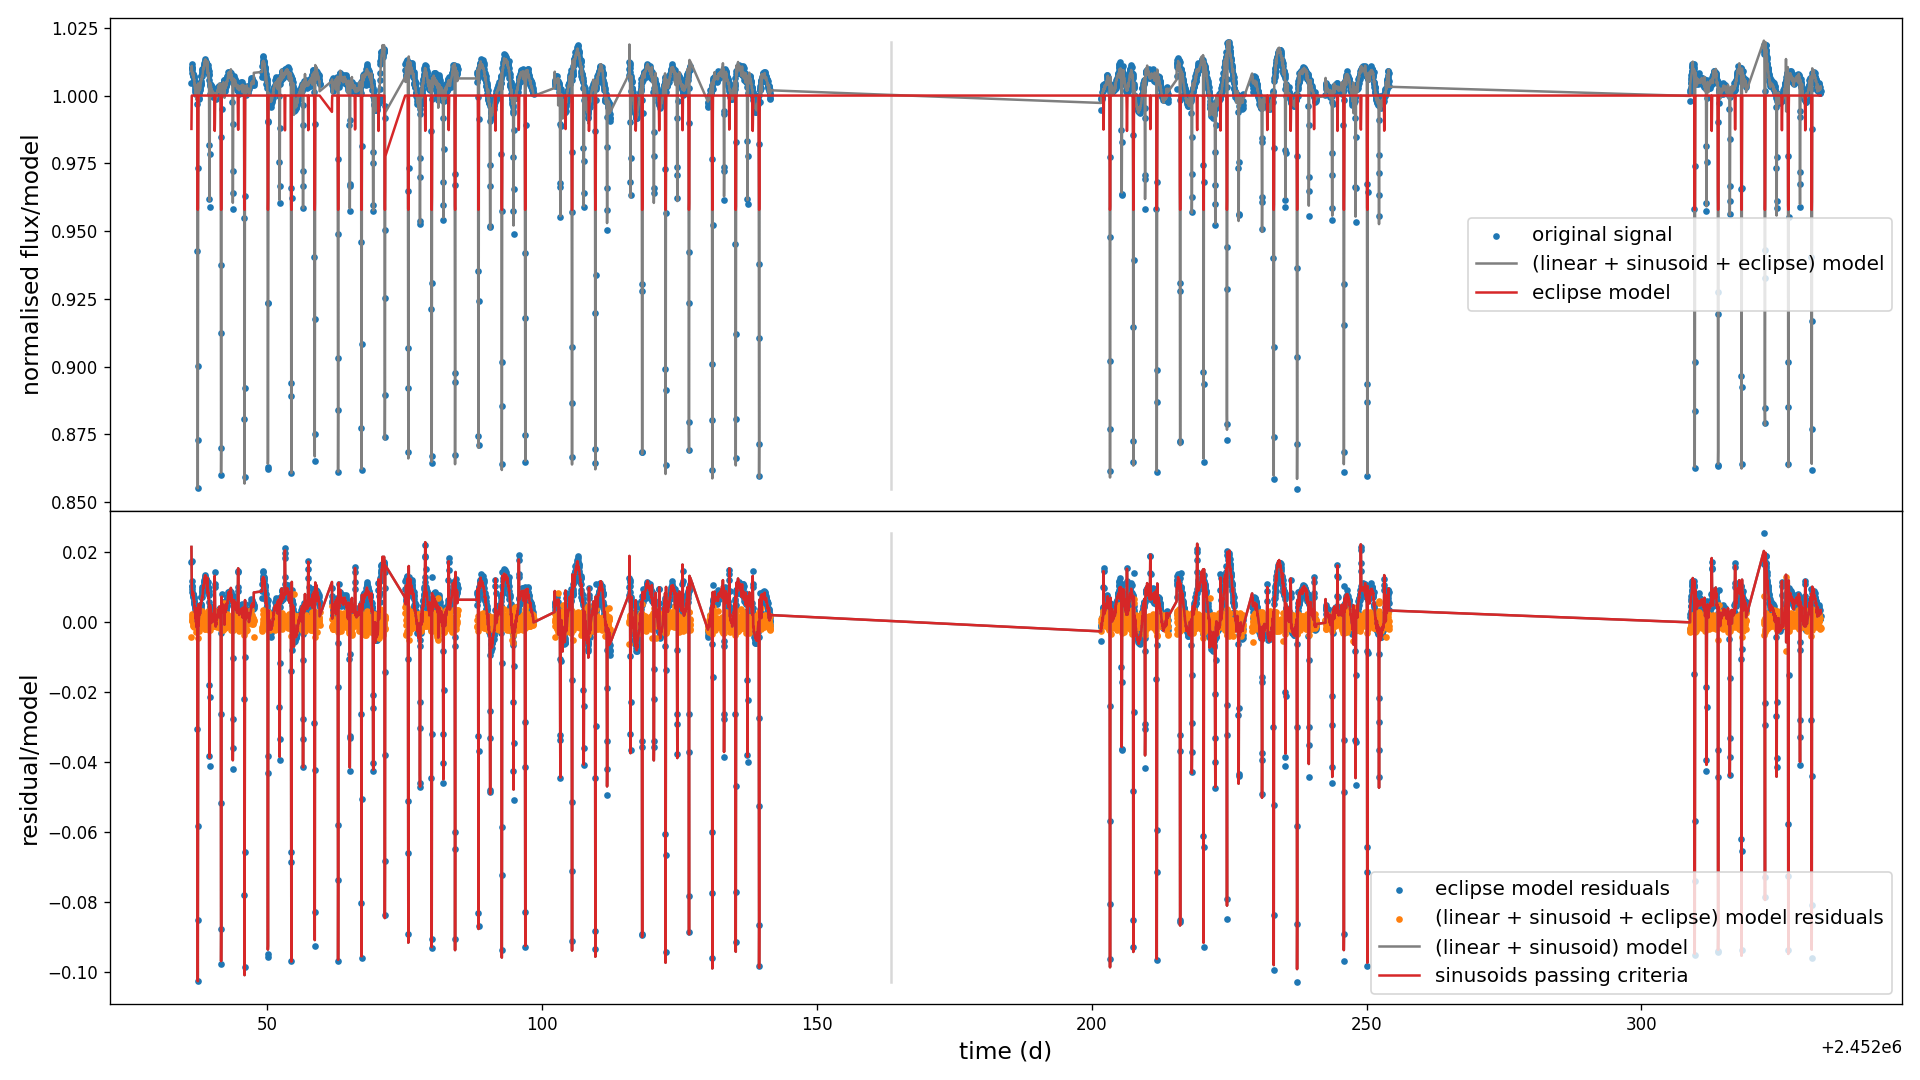 1.025
1.000
0.975
0.950
0.925
0.900
0.875
0.850
normalised flux/model
original signal
(linear + sinusoid + eclipse) model
eclipse model
0.02
0.00
−0.02
−0.04
−0.06
−0.08
−0.10
residual/model
eclipse model residuals
(linear + sinusoid + eclipse) model residuals
(linear + sinusoid) model
sinusoids passing criteria
50 100 150 200 250 300
time (d)
+2.452e6